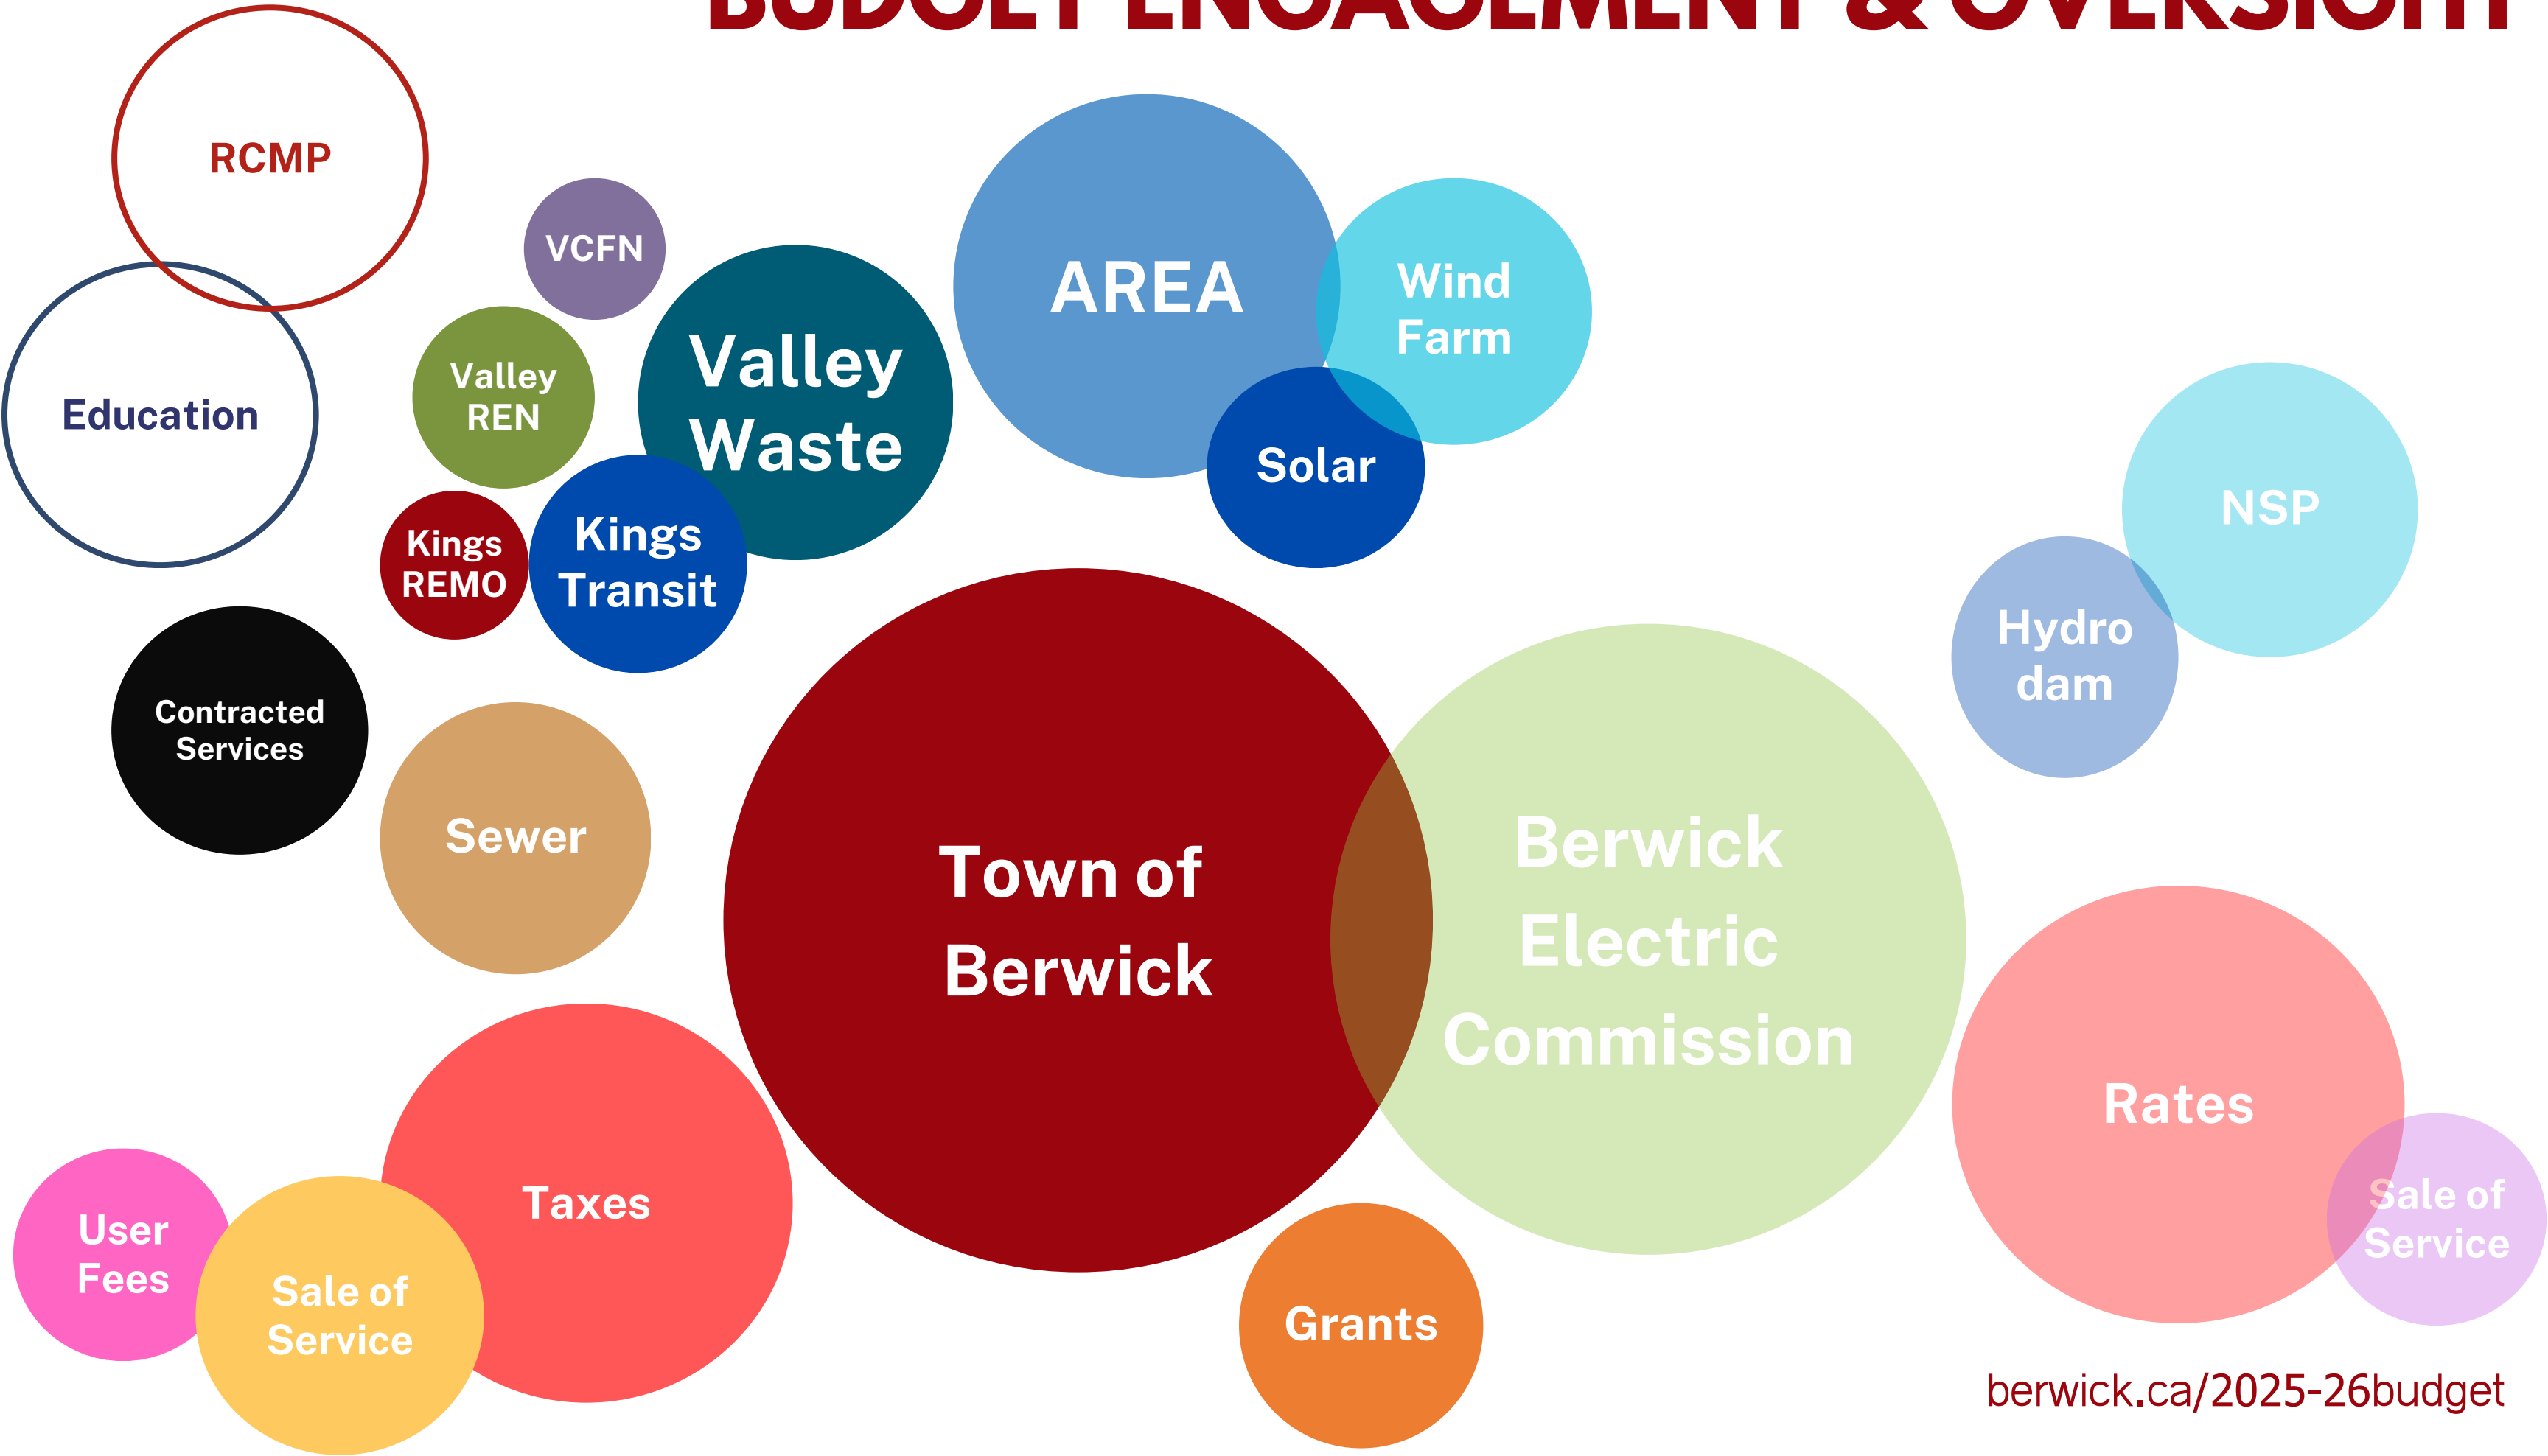 BUDGET ENGAGEMENT & OVERSIGHT
RCMP
VCFN
AREA
Wind
Farm
Valley
Waste
Valley
REN
Education
Solar
NSP
Kings
REMO
Kings
Transit
Hydro
dam
Contracted
Services
Sewer
Town of
Berwick
Berwick
Electric
Commission
Rates
Taxes
Sale of
Service
User
Fees
Sale of
Service
Grants
berwick.ca/2025-26budget